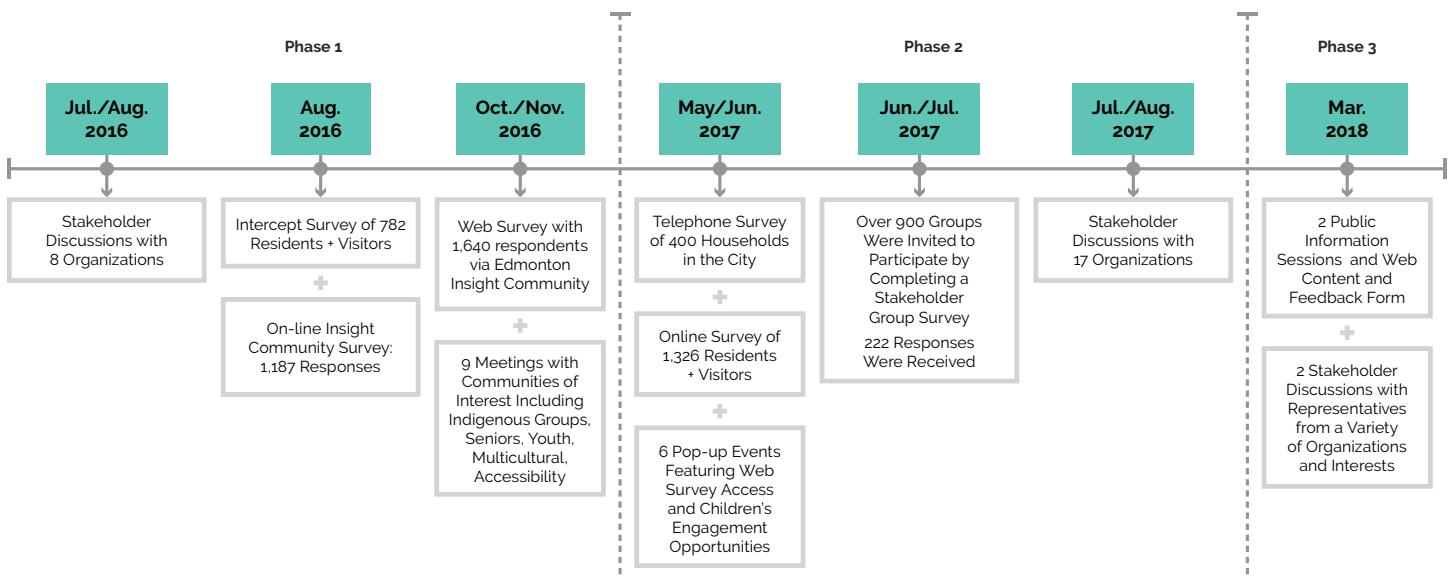 Phase 1
Phase 2
Phase 3
Jul./Aug.
2016
Aug.
2016
Oct./Nov.
2016
May/Jun.
2017
Jun./Jul.
2017
Jul./Aug.
2017
Mar.
2018
Stakeholder
Discussions with
8 Organizations
Intercept Survey of 782
Residents + Visitors
+
On-line Insight
Community Survey:
1,187 Responses
Web Survey with
1,640 respondents
via Edmonton
Insight Community
+
9 Meetings with
Communities of
Interest Including
Indigenous Groups,
Seniors, Youth,
Multicultural,
Accessibility
Telephone Survey
of 400 Households
in the City
+
Online Survey of
1,326 Residents
+ Visitors
+
6 Pop-up Events
Featuring Web
Survey Access
and Children's
Engagement
Opportunities
Over 900 Groups
Were Invited to
Participate by
Completing a
Stakeholder
Group Survey
222 Responses
Were Received
Stakeholder
Discussions with
17 Organizations
2 Public
Information
Sessions and Web
Content and
Feedback Form
+
2 Stakeholder
Discussions with
Representatives
from a Variety
of Organizations
and Interests